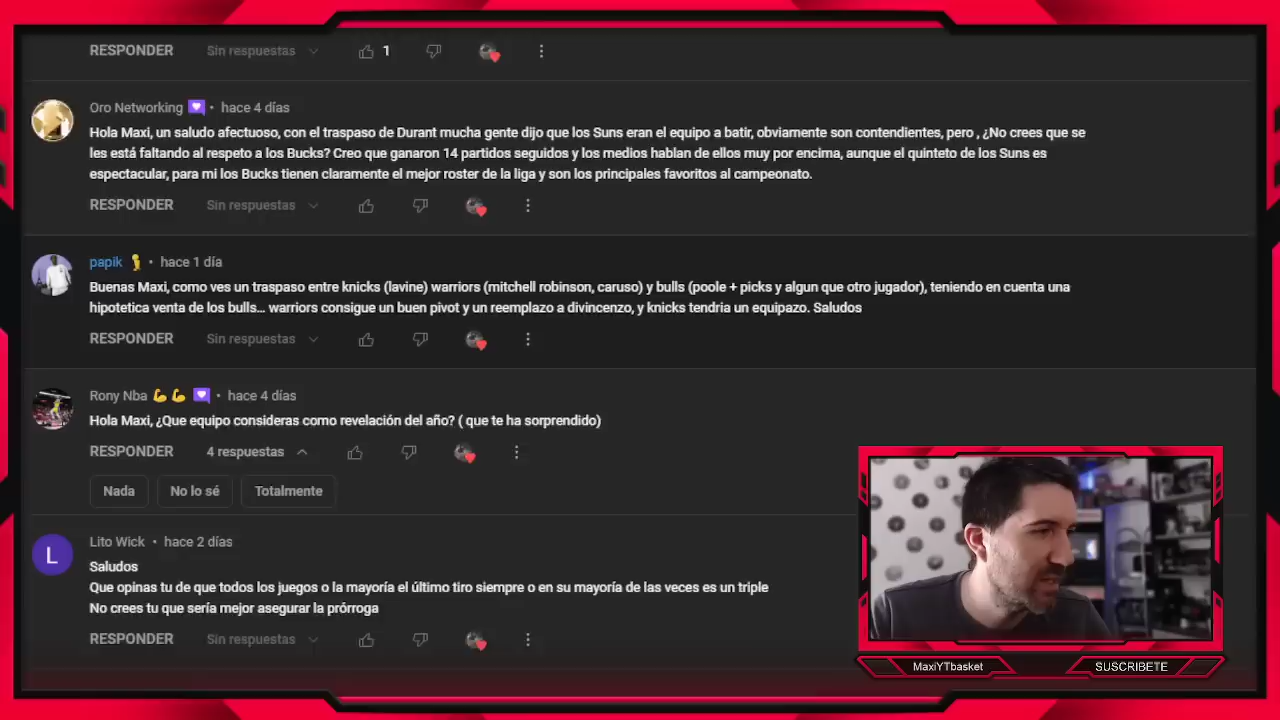 RESPONDER Sin respuestas 1
Oro Networking • hace 4 días
Hola Maxi, un saludo afectuoso, con el traspaso de Durant mucha gente dijo que los Suns eran el equipo a batir, obviamente son contendientes, pero , ¿No crees que se
les está faltando al respeto a los Bucks? Creo que ganaron 14 partidos seguidos y los medios hablan de ellos muy por encima, aunque el quinteto de los Suns es
espectacular, para mi los Bucks tienen claramente el mejor roster de la liga y son los principales favoritos al campeonato.
RESPONDER Sin respuestas
papik • hace 1 día
Buenas Maxi, como ves un traspaso entre knicks (lavine) warriors (mitchell robinson, caruso) y bulls (poole + picks y algun que otro jugador), teniendo en cuenta una
hipotetica venta de los bulls... warriors consigue un buen pivot y un reemplazo a divincenzo, y knicks tendria un equipazo. Saludos
RESPONDER Sin respuestas
Rony Nba • hace 4 días
Hola Maxi, ¿Que equipo consideras como revelación del año? ( que te ha sorprendido)
RESPONDER 4 respuestas
Nada No lo sé Totalmente
L Lito Wick • hace 2 días
Saludos
Que opinas tu de que todos los juegos o la mayoría el último tiro siempre o en su mayoría de las veces es un triple
No crees tu que sería mejor asegurar la prórroga
RESPONDER Sin respuestas
MaxiYTbasket SUSCRIBETE